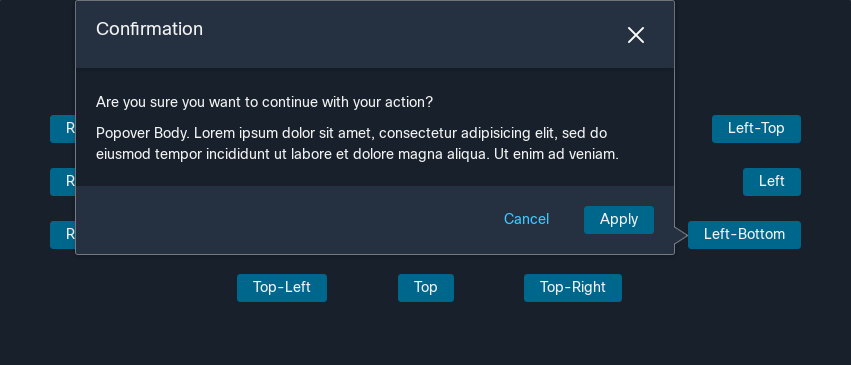 Confirmation
Are you sure you want to continue with your action?
Popover Body. Lorem ipsum dolor sit amet, consectetur adipisicing elit, sed do
eiusmod tempor incididunt ut labore et dolore magna aliqua. Ut enim ad veniam.
Cancel
Apply
Left-Top
Left
Left-Bottom
Top-Left
Top
Top-Right